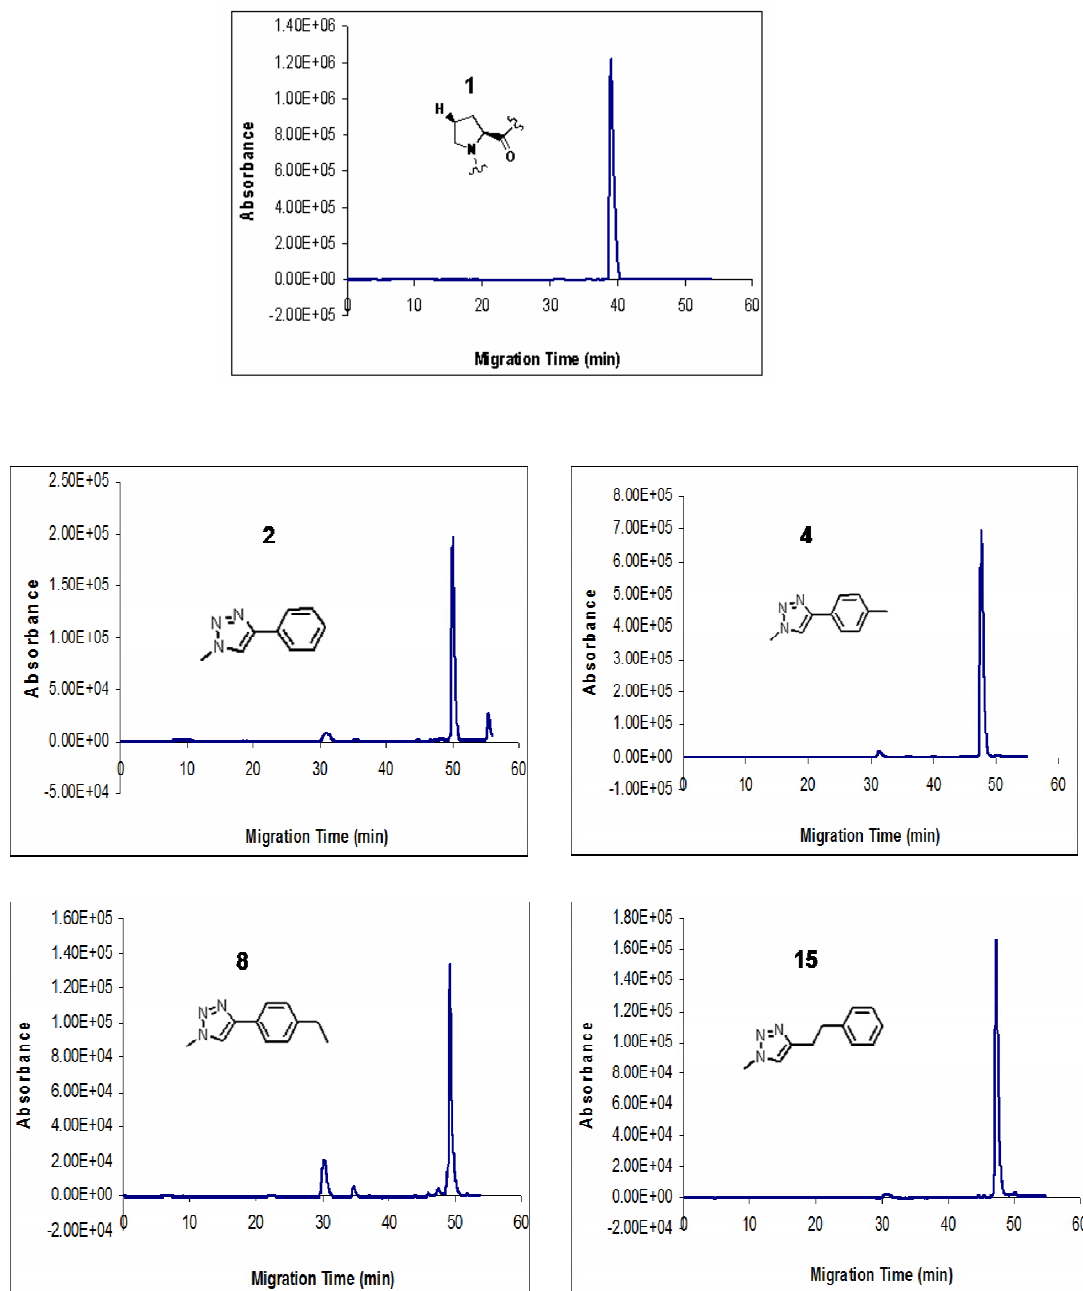 1.40E+06
1.20E+06
1.00E+06
8.00E+05
6.00E+05
4.00E+05
2.00E+05
0.00E+00
-2.00E+05
Absorbance
1
H
N
O
0 10 20 30 40 50 60
Migration Time (min)
2.50E+05
2.00E+05
1.50E+05
1.00E+05
5.00E+04
0.00E+00
-5.00E+04
Absorbance
2
N N
N
0 10 20 30 40 50 60
Migration Time (min)
8.00E+05
7.00E+05
6.00E+05
5.00E+05
4.00E+05
3.00E+05
2.00E+05
1.00E+05
0.00E+00
-1.00E+05
Absorbance
4
N
N
N
0 10 20 30 40 50 60
Migration Time (min)
1.60E+05
1.40E+05
1.20E+05
1.00E+05
8.00E+04
6.00E+04
4.00E+04
2.00E+04
0.00E+00
-2.00E+04
Absorbance
8
N N
N
0 10 20 30 40 50 60
Migration Time (min)
1.80E+05
1.60E+05
1.40E+05
1.20E+05
1.00E+05
8.00E+04
6.00E+04
4.00E+04
2.00E+04
0.00E+00
-2.00E+04
Absorbance
15
N N
N
0 10 20 30 40 50 60
Migration Time (min)